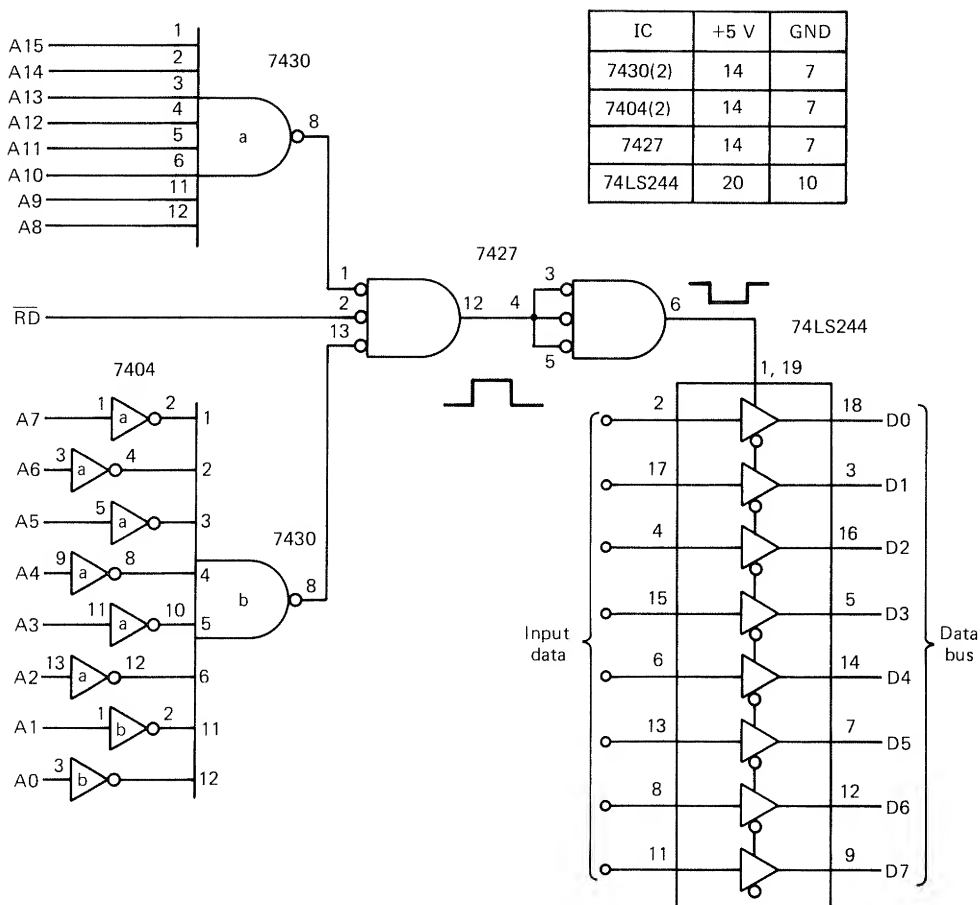 IC +5 V GND
7430(2) 14 7
7404(2) 14 7
7427 14 7
74LS244 20 10
A15 1
A14 2
A13 3
A12 4
A11 5
A10 6
A9 11
A8 12
7430
a
8
RD
7427
1
2
13
12
4
3
5
6
74LS244
1, 19
7404
A7 1 a 2 1
A6 3 a 4 2
A5 5 a 3
A4 9 a 8 4
A3 11 a 10 5
A2 13 a 12 6
A1 1 b 2 11
A0 3 b 12
7430
b
8
Input
data
2 18 D0
17 3 D1
4 16 D2
15 5 D3
6 14 D4
13 7 D5
8 12 D6
11 9 D7
Data
bus